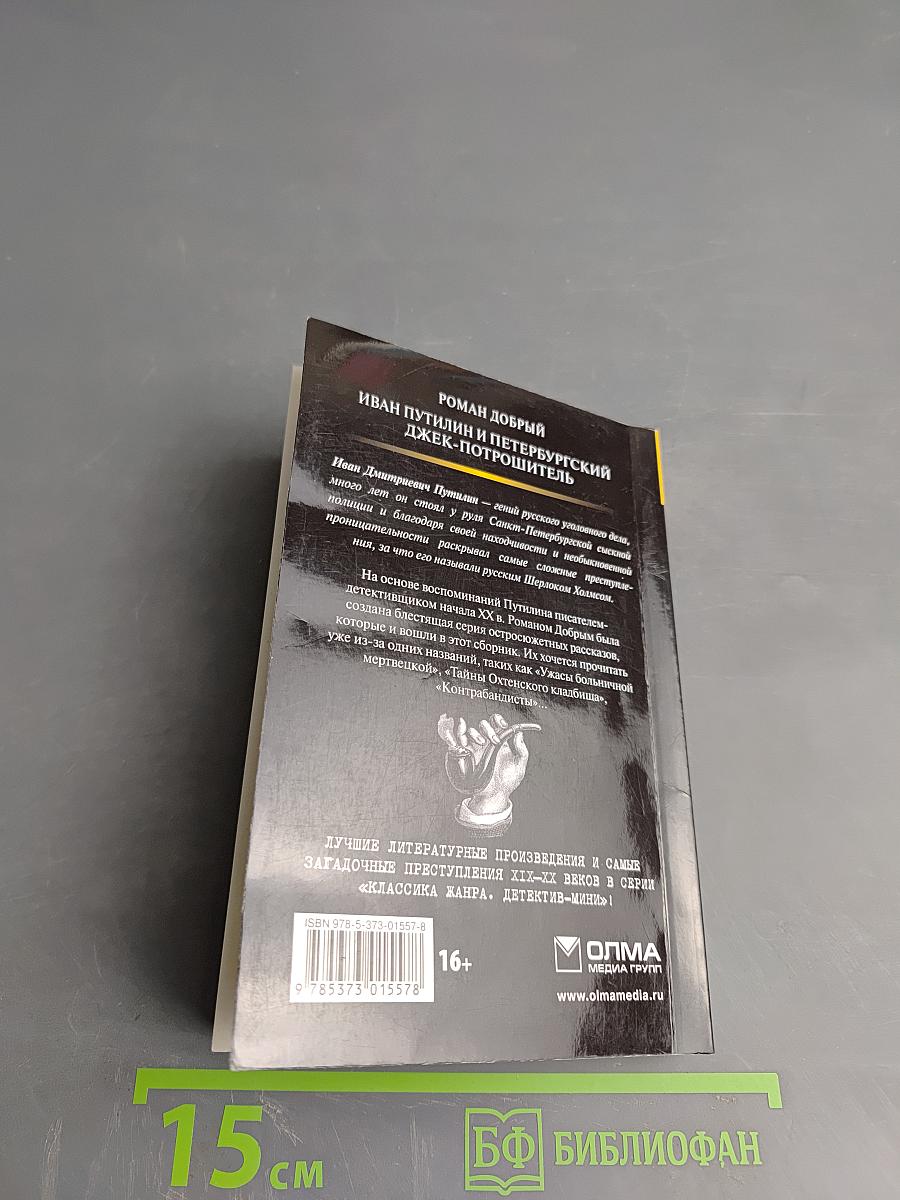 РОМАН ДОБРЫЙ
ИВАН ПУТИЛИН И ПЕТЕРБУРГСКИЙ
ДЖЕК-ПОТРОШИТЕЛЬ
Иван Дмитриевич Путилин — гений русского уголовного дела,
много лет он стоял у руля Санкт-Петербургской сыскной
полиции и благодаря своей находчивости и необыкновенной
проницательности раскрывал самые сложные преступле-
ния, за что его называли русским Шерлоком Холмсом.
На основе воспоминаний Путилина писателем-
детективщиком начала XX в. Романом Добрым была
создана блестящая серия остросюжетных рассказов,
которые и вошли в этот сборник. Их хочется прочитать
уже из-за одних названий, таких как «Ужасы больничной
мертвецкой», «Тайны Охтенского кладбища»,
«Контрабандисты»...
ЛУЧШИЕ ЛИТЕРАТУРНЫЕ ПРОИЗВЕДЕНИЯ И САМЫЕ
ЗАГАДОЧНЫЕ ПРЕСТУПЛЕНИЯ XIX–XX ВЕКОВ В СЕРИИ
«КЛАССИКА ЖАНРА. ДЕТЕКТИВ-МИНИ»!
ISBN 978-5-373-01557-8
9 785373 015578
16+
ОЛМА
МЕДИА ГРУПП
www.olmamedia.ru
15 см
БФ БИБЛИОФАН